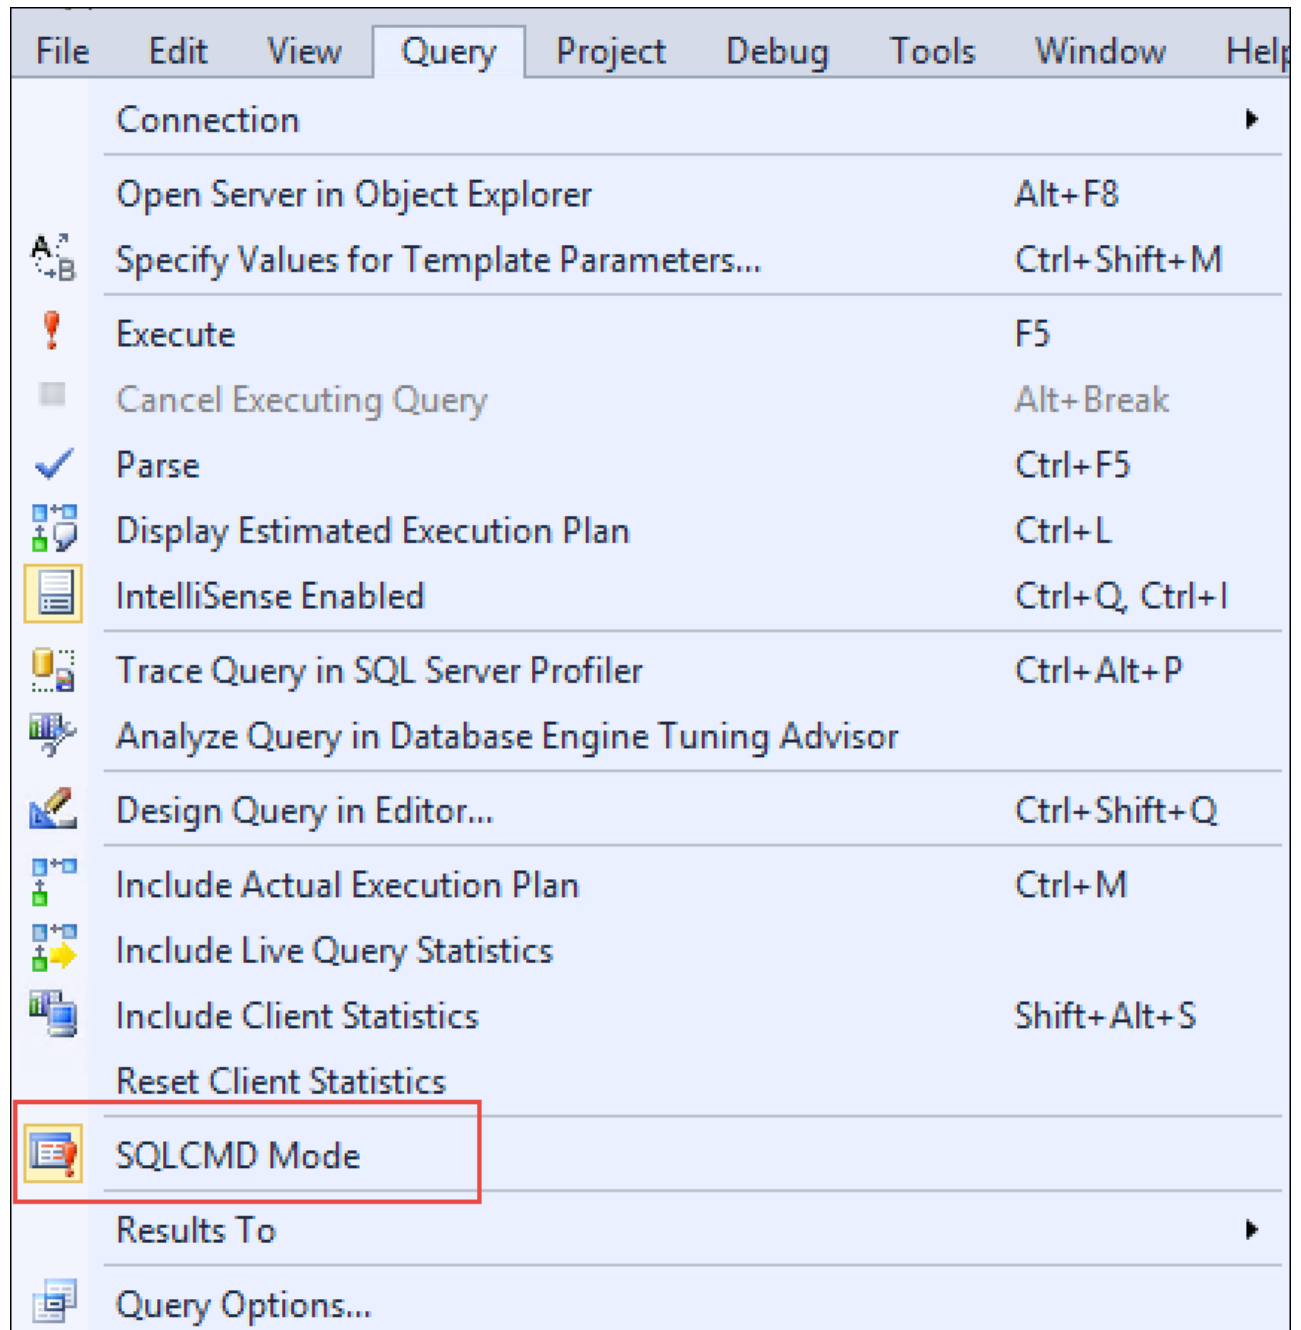 File Edit View Query Project Debug Tools Window Help
Connection
Open Server in Object Explorer Alt+F8
Specify Values for Template Parameters... Ctrl+Shift+M
Execute F5
Cancel Executing Query Alt+Break
Parse Ctrl+F5
Display Estimated Execution Plan Ctrl+L
IntelliSense Enabled Ctrl+Q, Ctrl+I
Trace Query in SQL Server Profiler Ctrl+Alt+P
Analyze Query in Database Engine Tuning Advisor
Design Query in Editor... Ctrl+Shift+Q
Include Actual Execution Plan Ctrl+M
Include Live Query Statistics
Include Client Statistics Shift+Alt+S
Reset Client Statistics
SQLCMD Mode
Results To
Query Options...